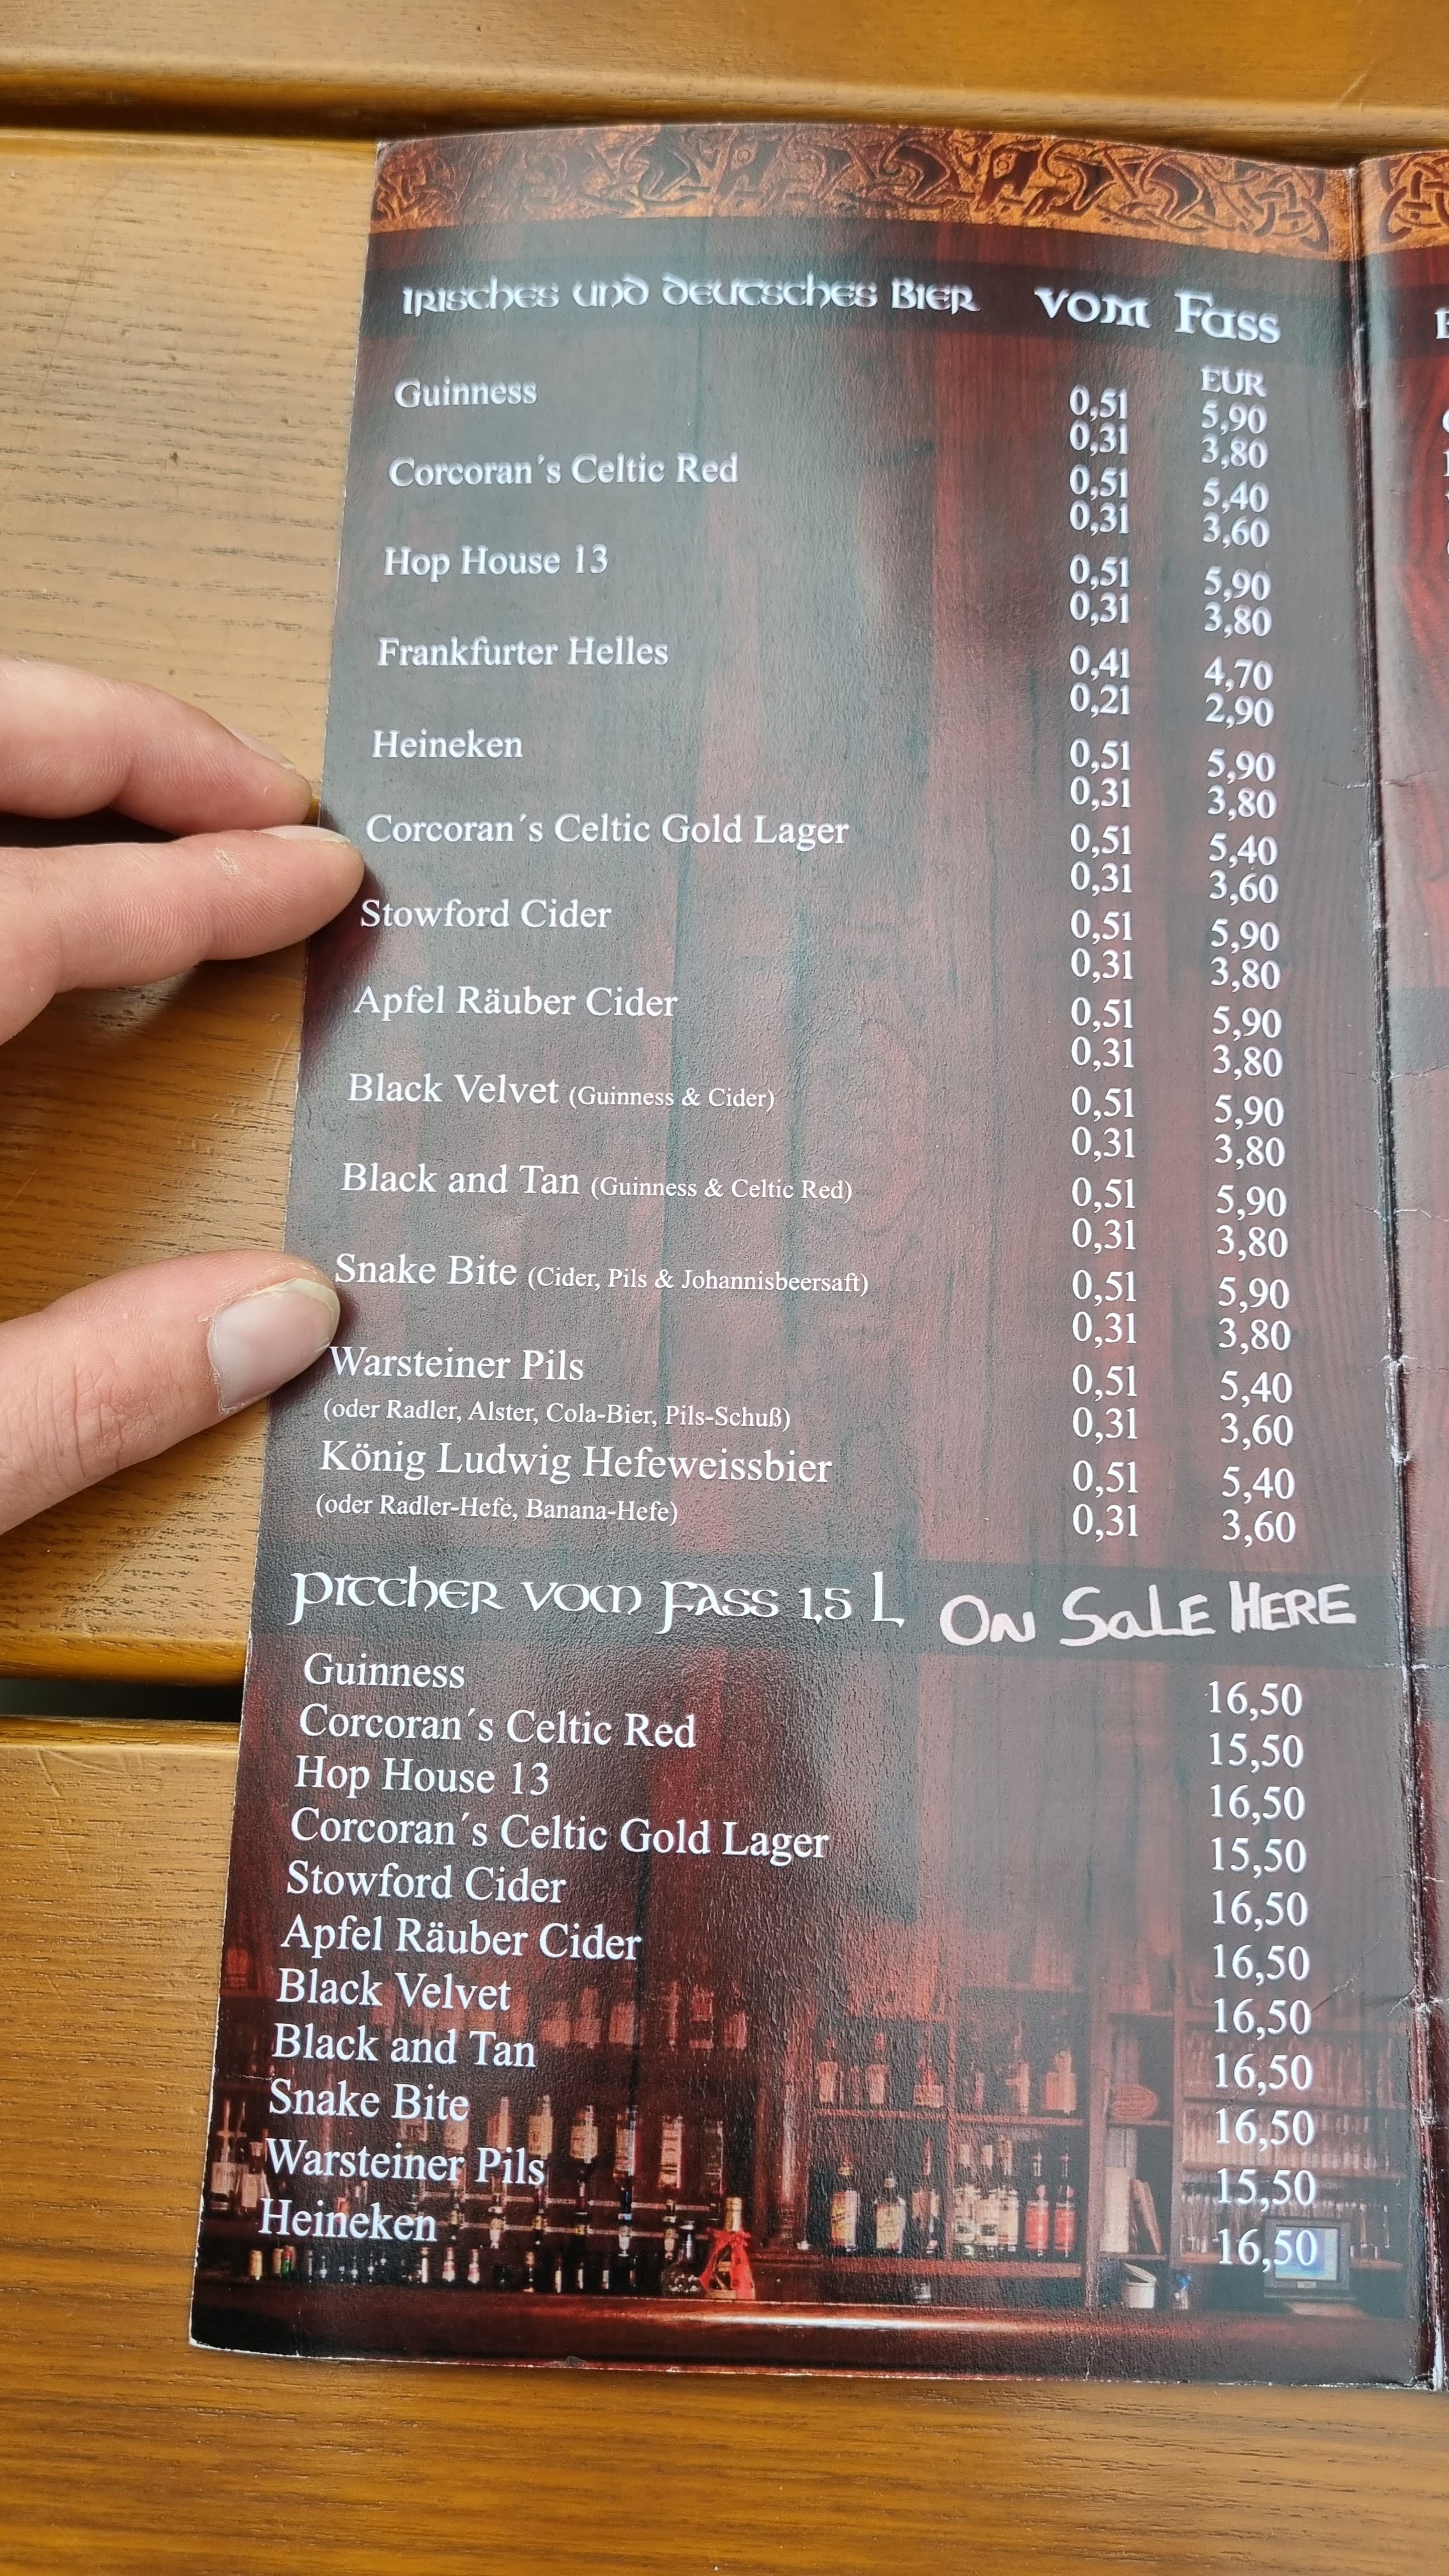 Irisches und deutsches Bier vom Fass
EUR
Guinness 0,5l 5,90
0,3l 3,80
Corcoran´s Celtic Red 0,5l 5,40
0,3l 3,60
Hop House 13 0,5l 5,90
0,3l 3,80
Frankfurter Helles 0,4l 4,70
0,2l 2,90
Heineken 0,5l 5,90
0,3l 3,80
Corcoran´s Celtic Gold Lager 0,5l 5,40
0,3l 3,60
Stowford Cider 0,5l 5,90
0,3l 3,80
Apfel Räuber Cider 0,5l 5,90
0,3l 3,80
Black Velvet (Guinness & Cider) 0,5l 5,90
0,3l 3,80
Black and Tan (Guinness & Celtic Red) 0,5l 5,90
0,3l 3,80
Snake Bite (Cider, Pils & Johannisbeersaft) 0,5l 5,90
0,3l 3,80
Warsteiner Pils 0,5l 5,40
(oder Radler, Alster, Cola-Bier, Pils-Schuß) 0,3l 3,60
König Ludwig Hefeweissbier 0,5l 5,40
(oder Radler-Hefe, Banana-Hefe) 0,3l 3,60
Pitcher vom Fass 1,5 L On Sale Here
Guinness 16,50
Corcoran´s Celtic Red 15,50
Hop House 13 16,50
Corcoran´s Celtic Gold Lager 15,50
Stowford Cider 16,50
Apfel Räuber Cider 16,50
Black Velvet 16,50
Black and Tan 16,50
Snake Bite 16,50
Warsteiner Pils 15,50
Heineken 16,50